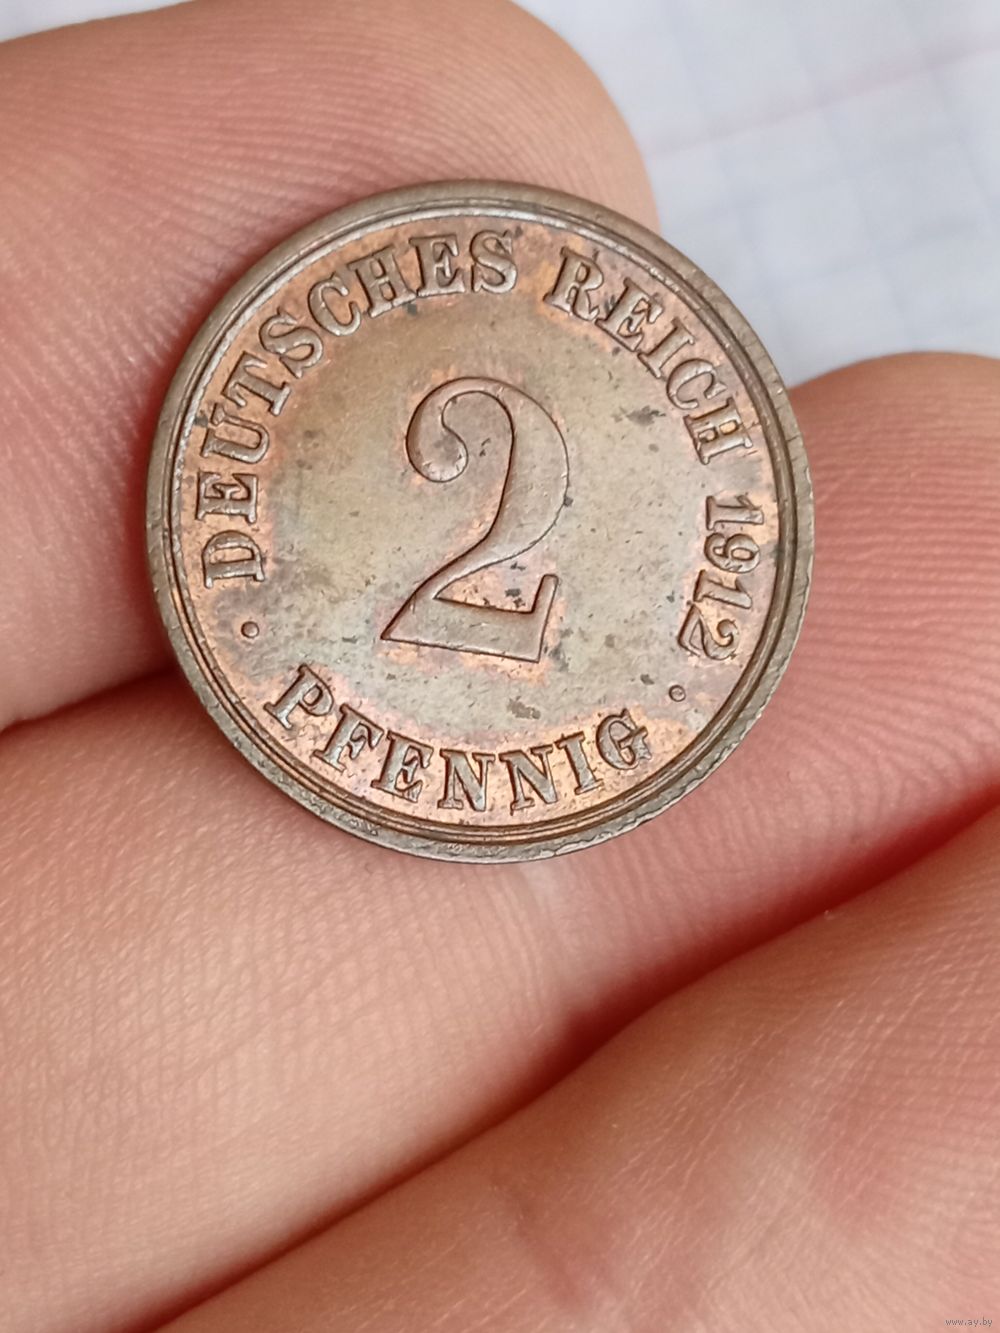 · DEUTSCHES REICH 1912 ·
2
PFENNIG
www.ay.by